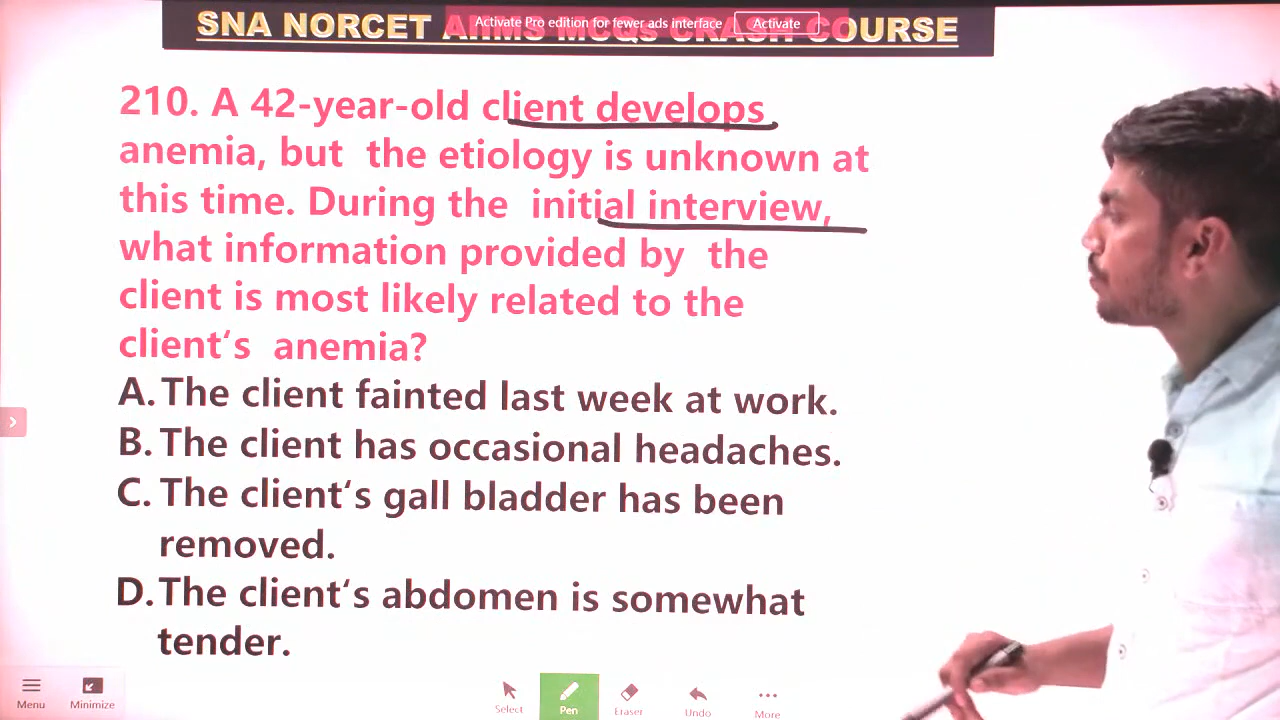 SNA NORCET AIIMS MCQs CRASH COURSE
Activate Pro edition for fewer ads interface Activate
210. A 42-year-old client develops
anemia, but the etiology is unknown at
this time. During the initial interview,
what information provided by the
client is most likely related to the
client‘s anemia?
A. The client fainted last week at work.
B. The client has occasional headaches.
C. The client‘s gall bladder has been
removed.
D. The client‘s abdomen is somewhat
tender.
Menu Minimize Select Pen Eraser Undo More